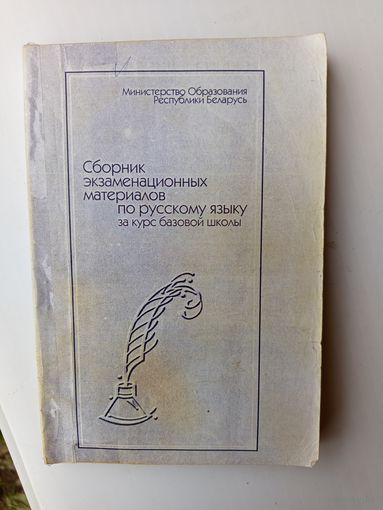 Министерство Образования
Республики Беларусь
Сборник
экзаменационных
материалов
по русскому языку
за курс базовой школы